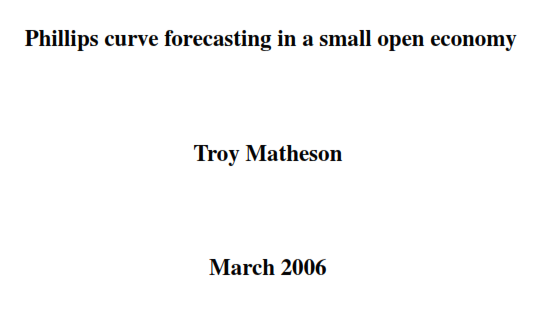 Phillips curve forecasting in a small open economy
Troy Matheson
March 2006